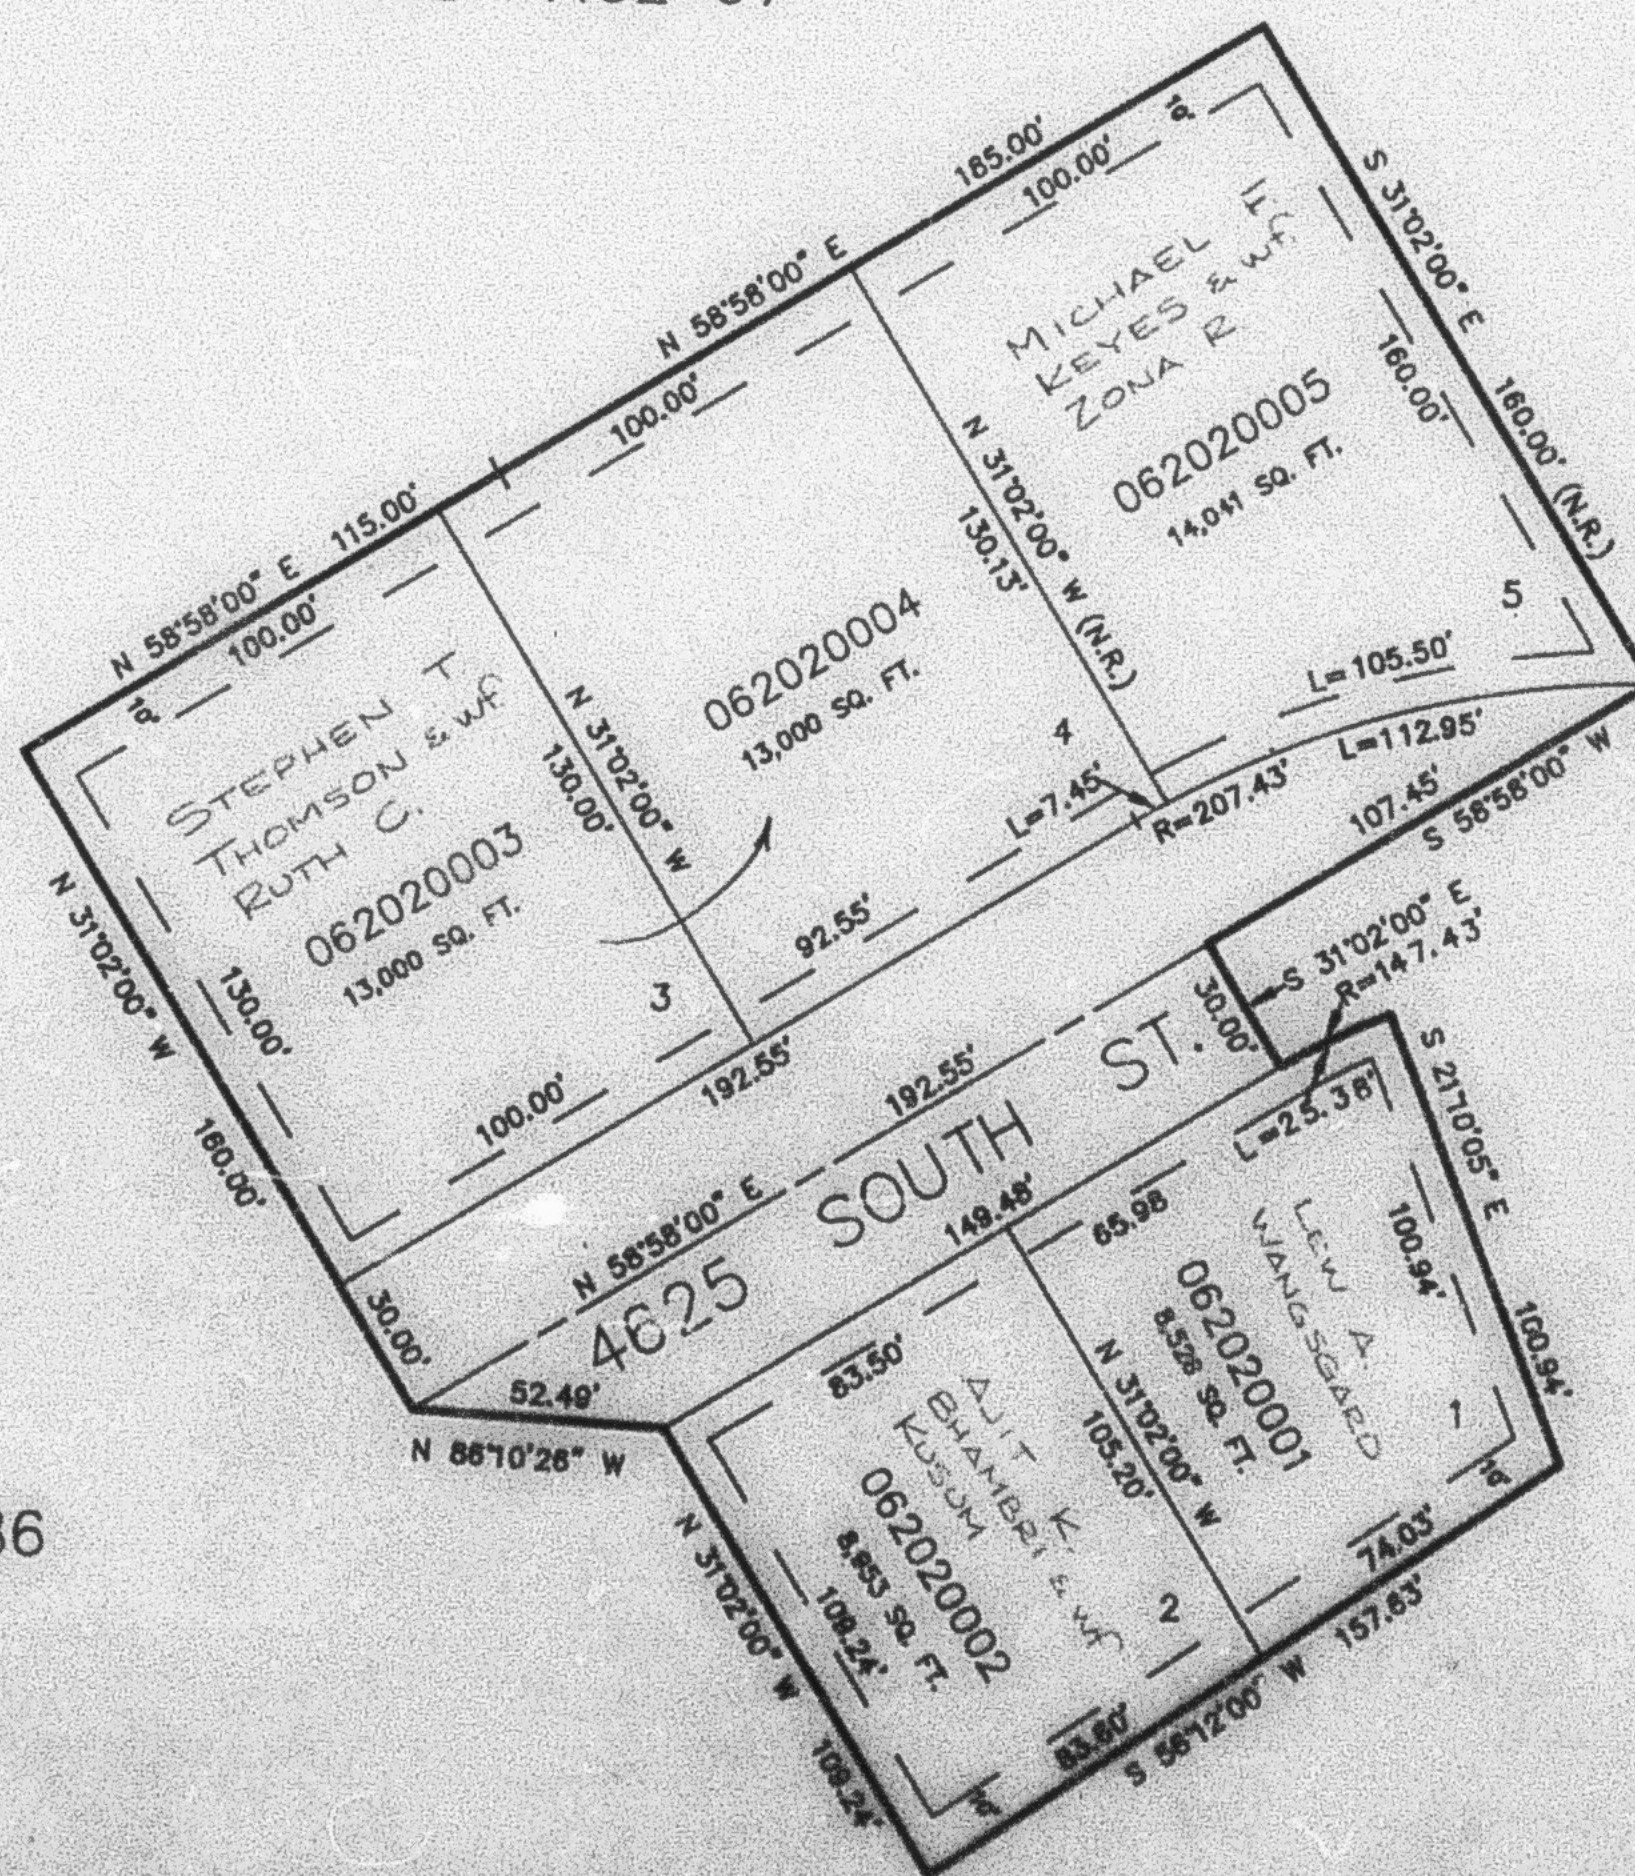 185.00'
100.00'
10'
S 31°02'00" E
160.00'
160.00' (N.R.)
N 58°58'00" E
100.00'
MICHAEL
KEYES & wf.
ZONA R
062020005
14,041 SQ. FT.
5
N 31°02'00" W (N.R.)
130.13'
N 58°58'00" E
115.00'
100.00'
10'
STEPHEN T
THOMSON & wf
RUTH C.
062020003
13,000 SQ. FT.
3
N 31°02'00" W
130.00'
062020004
13,000 SQ. FT.
4
L=105.50'
L=112.95'
L=7.45'
R=207.43'
107.45'
S 58°58'00" W
92.55'
N 31°02'00" W
130.00'
160.00'
100.00'
192.55'
192.55'
30.00'
S 31°02'00" E
R=147.43'
N 58°58'00" E
4625 SOUTH ST.
149.48'
30.00'
52.49'
N 86°10'26" W
L=25.38'
S 21°10'05" E
65.98
100.94'
100.94'
LEW A.
WANGSGARD
062020001
8,528 SQ. FT.
1
10'
74.03'
N 31°02'00" W
105.20'
83.50'
AJIT K.
BHAMBRI & wf
KUSUM
062020002
8,953 SQ. FT.
2
N 31°02'00" W
109.24'
109.24'
83.60'
10'
S 56°12'00" W
157.63'
36